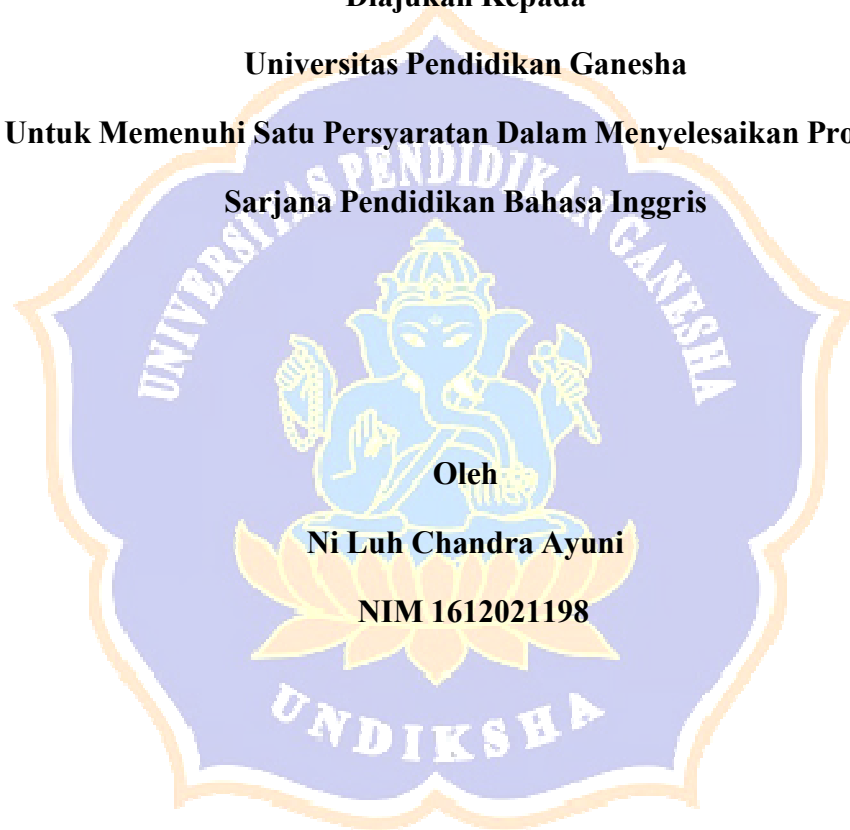 Diajukan Kepada
Universitas Pendidikan Ganesha
Untuk Memenuhi Satu Persyaratan Dalam Menyelesaikan
Sarjana Pendidikan Bahasa Inggris
UNIVERSITAS PENDIDIKAN GANESHA
Oleh
Ni Luh Chandra Ayuni
NIM 1612021198
UNDIKSHA